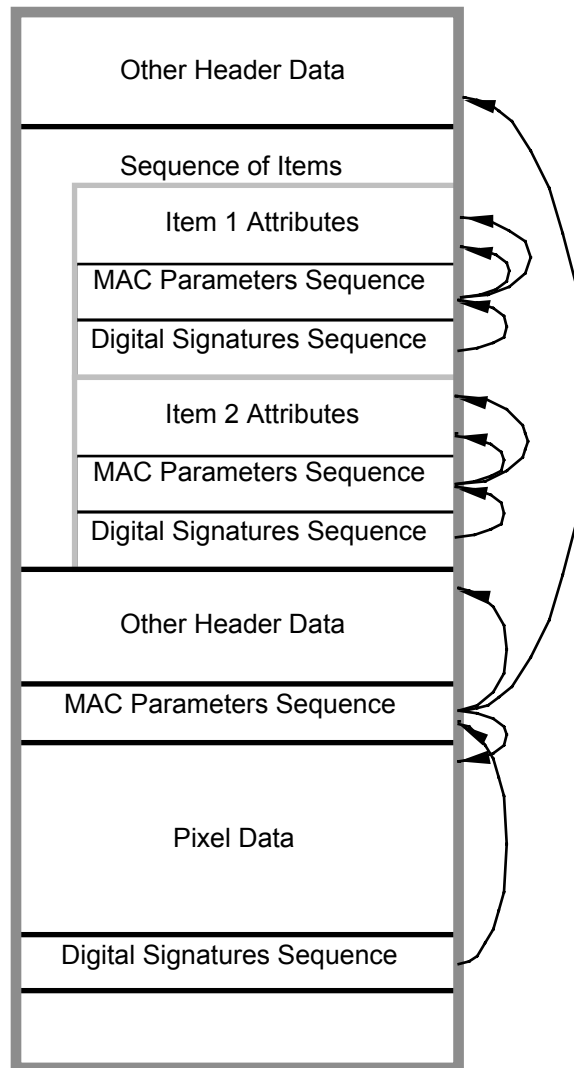 Other Header Data
Sequence of Items
Item 1 Attributes
MAC Parameters Sequence
Digital Signatures Sequence
Item 2 Attributes
MAC Parameters Sequence
Digital Signatures Sequence
Other Header Data
MAC Parameters Sequence
Pixel Data
Digital Signatures Sequence